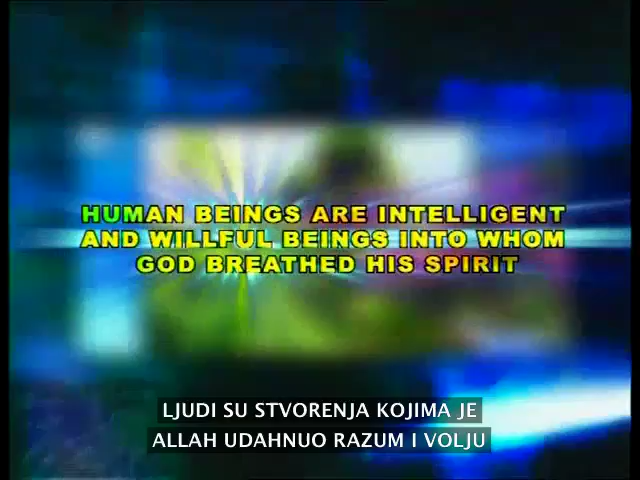 HUMAN BEINGS ARE INTELLIGENT
AND WILLFUL BEINGS INTO WHOM
GOD BREATHED HIS SPIRIT
LJUDI SU STVORENJA KOJIMA JE
ALLAH UDAHNUO RAZUM I VOLJU